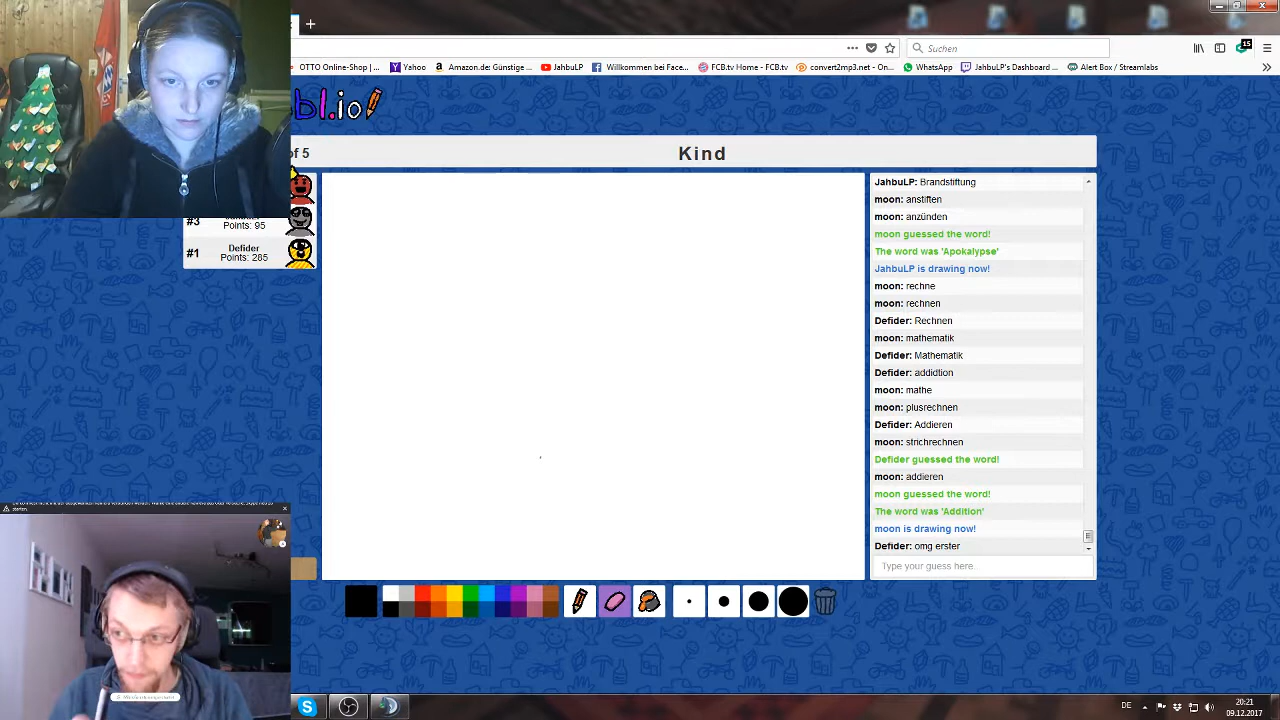 Suchen
15
OTTO Online-Shop | ...
Yahoo
Amazon.de: Günstige ...
JahbuLP
Willkommen bei Face...
FCB.tv Home - FCB.tv
convert2mp3.net - On...
WhatsApp
JahbuLP's Dashboard ...
Alert Box / Streamlabs
bl.io
of 5
Kind
#3
Points: 95
#1
Defider
Points: 285
JahbuLP: Brandstiftung
moon: anstiften
moon: anzünden
moon guessed the word!
The word was 'Apokalypse'
JahbuLP is drawing now!
moon: rechne
moon: rechnen
Defider: Rechnen
moon: mathematik
Defider: Mathematik
Defider: addidtion
moon: mathe
moon: plusrechnen
Defider: Addieren
moon: strichrechnen
Defider guessed the word!
moon: addieren
moon guessed the word!
The word was 'Addition'
moon is drawing now!
Defider: omg erster
Type your guess here...
DE
20:21
09.12.2017